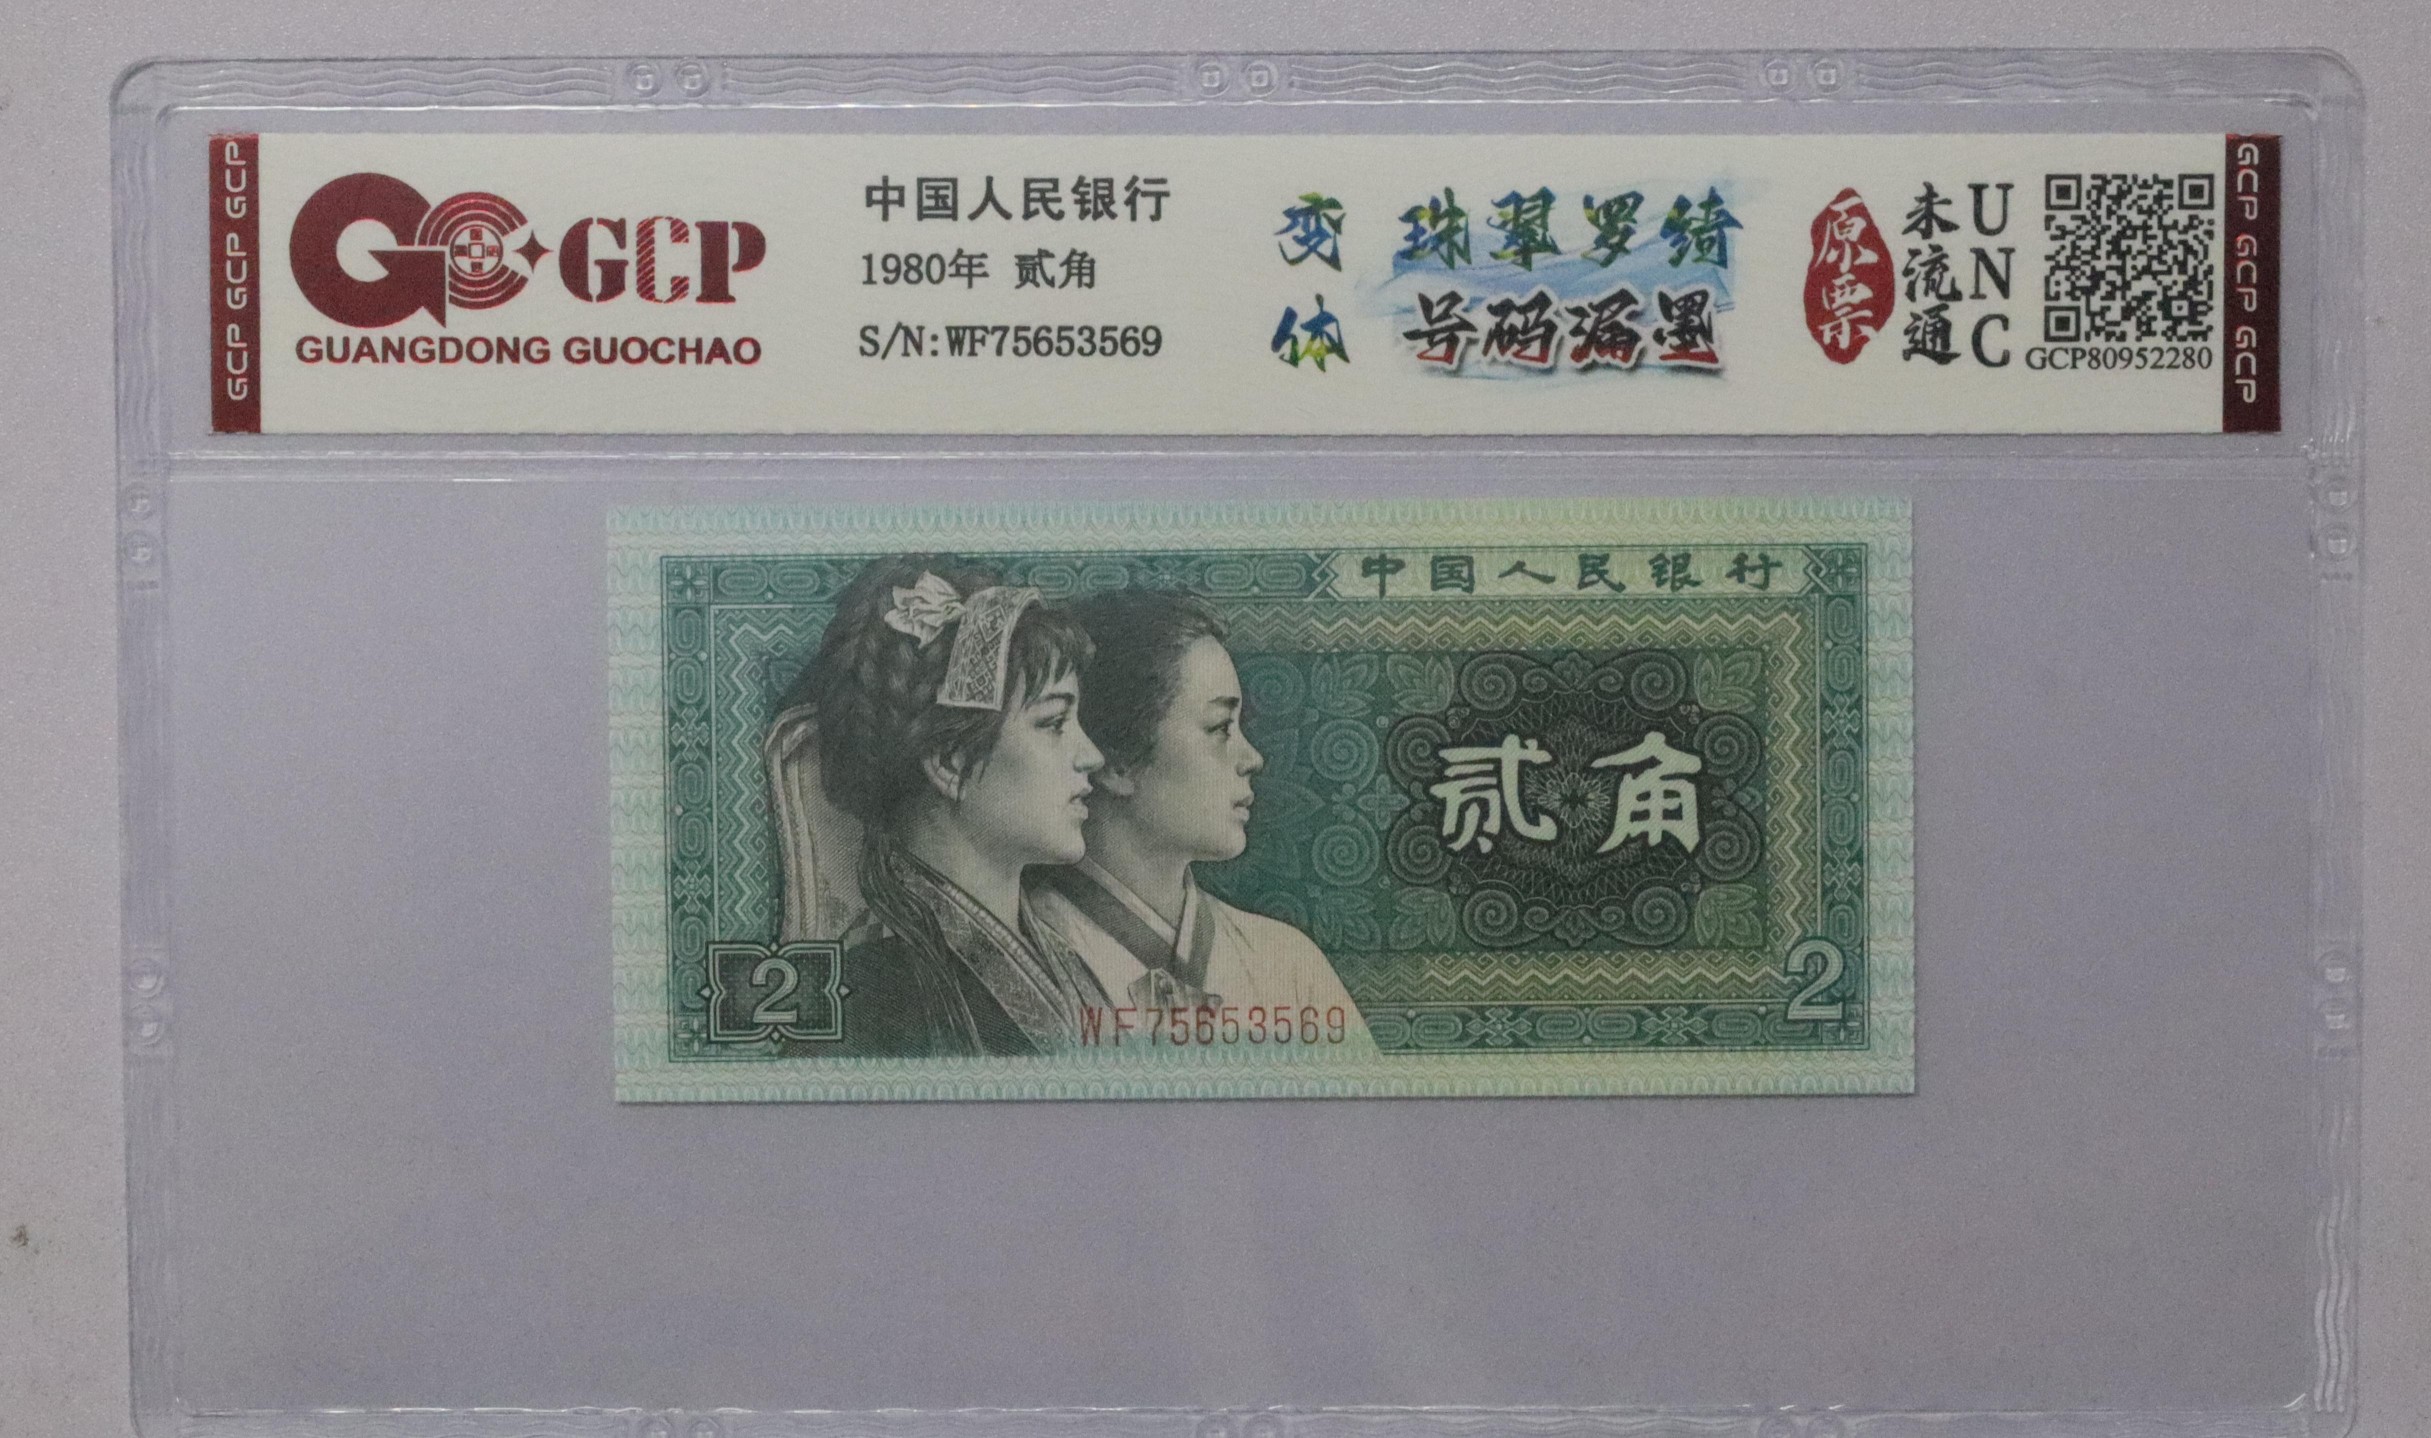 GCP GCP GCP
GCP
GUANGDONG GUOCHAO
中国人民银行
1980年 贰角
S/N:WF75653569
变体
珠翠罗绮
号码漏墨
原票
未流通
UNC
GCP80952280
GCP GCP GCP
中国人民银行
贰角
2
2
WF75653569